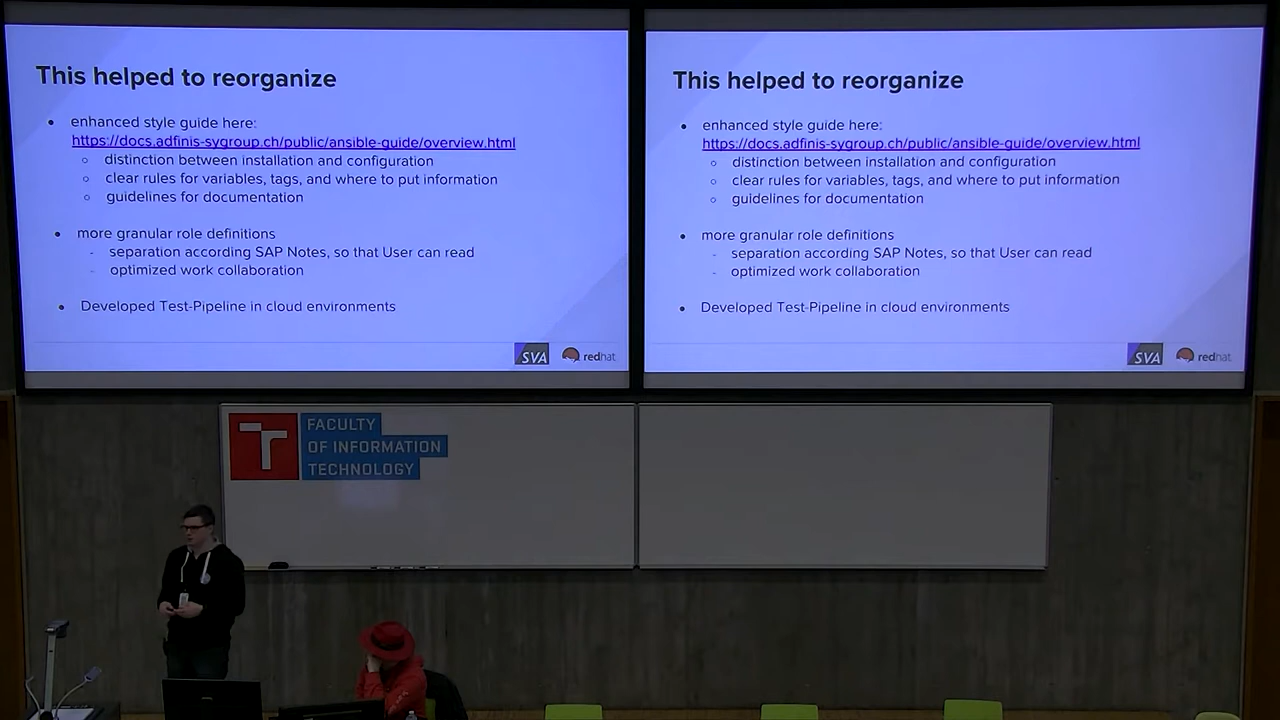 This helped to reorganize
enhanced style guide here:
https://docs.adfinis-sygroup.ch/public/ansible-guide/overview.html
distinction between installation and configuration
clear rules for variables, tags, and where to put information
guidelines for documentation
more granular role definitions
separation according SAP Notes, so that User can read
optimized work collaboration
Developed Test-Pipeline in cloud environments
SVA
redhat
This helped to reorganize
enhanced style guide here:
https://docs.adfinis-sygroup.ch/public/ansible-guide/overview.html
distinction between installation and configuration
clear rules for variables, tags, and where to put information
guidelines for documentation
more granular role definitions
separation according SAP Notes, so that User can read
optimized work collaboration
Developed Test-Pipeline in cloud environments
SVA
redhat
T
FACULTY
OF INFORMATION
TECHNOLOGY